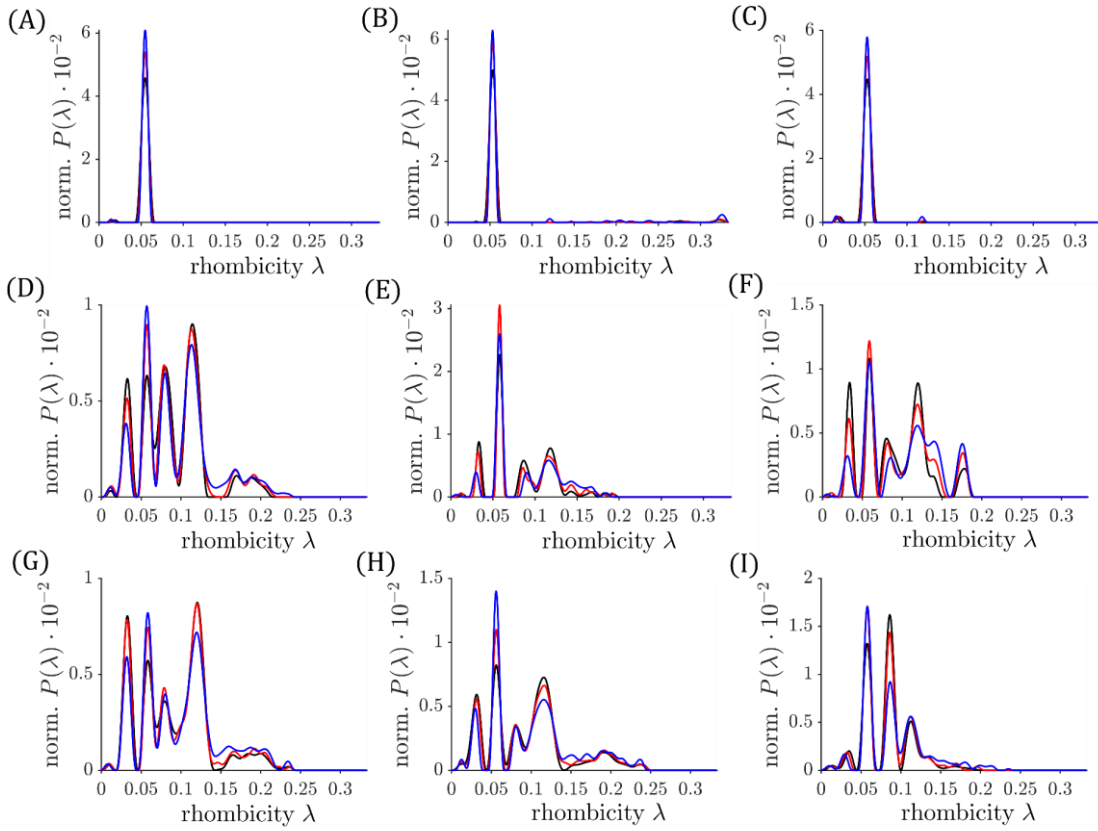 (A) (B) (C)
norm. P(λ) · 10⁻² norm. P(λ) · 10⁻² norm. P(λ) · 10⁻²
6 6 6
4 4 4
2 2 2
0 0 0
0 0.05 0.1 0.15 0.2 0.25 0.3 0 0.05 0.1 0.15 0.2 0.25 0.3 0 0.05 0.1 0.15 0.2 0.25 0.3
rhombicity λ rhombicity λ rhombicity λ
(D) (E) (F)
norm. P(λ) · 10⁻² norm. P(λ) · 10⁻² norm. P(λ) · 10⁻²
1 3 1.5
2 1
0.5 1 0.5
0 0 0
0 0.05 0.1 0.15 0.2 0.25 0.3 0 0.05 0.1 0.15 0.2 0.25 0.3 0 0.05 0.1 0.15 0.2 0.25 0.3
rhombicity λ rhombicity λ rhombicity λ
(G) (H) (I)
norm. P(λ) · 10⁻² norm. P(λ) · 10⁻² norm. P(λ) · 10⁻²
1 1.5 2
1.5
1 1
0.5 0.5 0.5
0 0 0
0 0.05 0.1 0.15 0.2 0.25 0.3 0 0.05 0.1 0.15 0.2 0.25 0.3 0 0.05 0.1 0.15 0.2 0.25 0.3
rhombicity λ rhombicity λ rhombicity λ